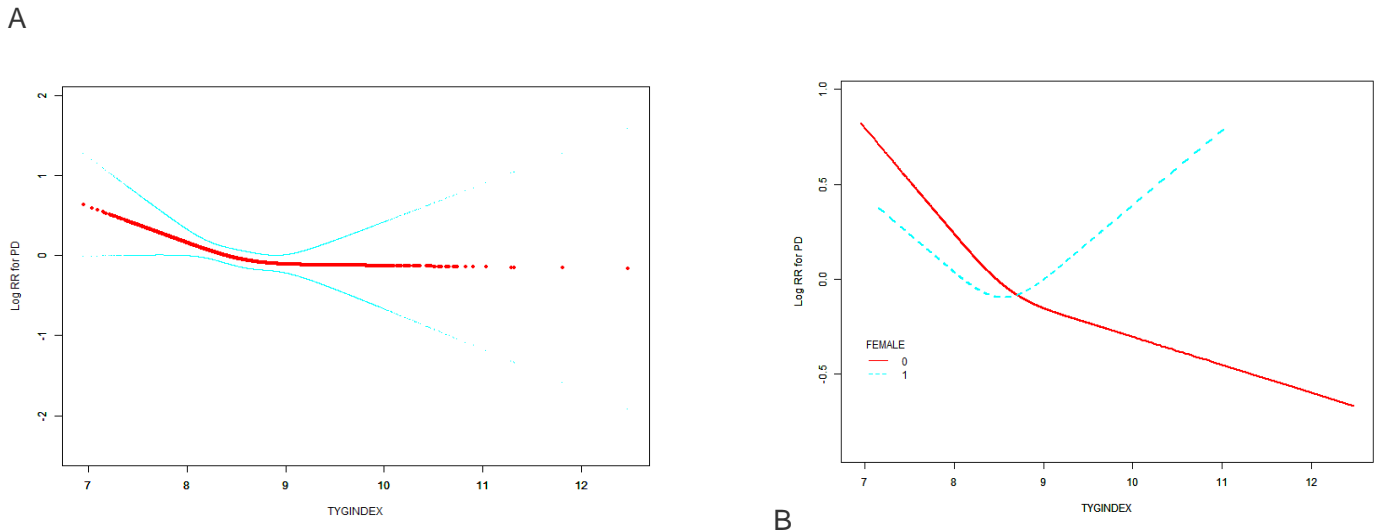 A
2
1
0
-1
-2
Log RR for PD
7 8 9 10 11 12
TYGINDEX
1.0
0.5
0.0
-0.5
Log RR for PD
FEMALE
0
1
7 8 9 10 11 12
TYGINDEX
B